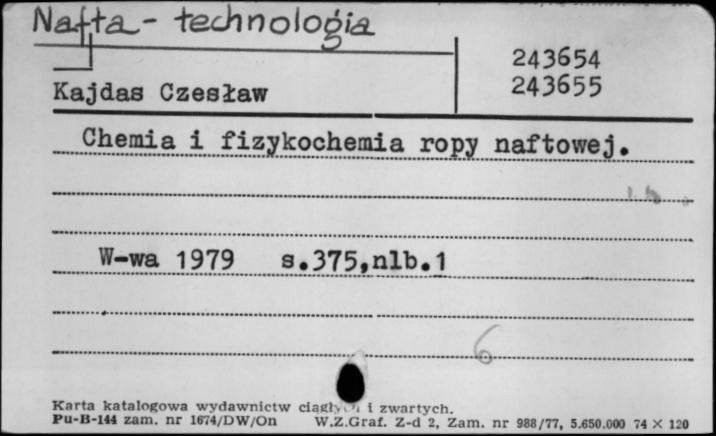 Nafta - technologia
243654
Kajdas Czesław
243655
Chemia i fizykochemia ropy naftowej.
W-wa 1979 s.375,nlb.1
6
Karta katalogowa wydawnictw ciągłych i zwartych.
Pu-B-144 zam. nr 1674/DW/On W.Z.Graf. Z-d 2, Zam. nr 988/77, 5.650.000 74 × 120